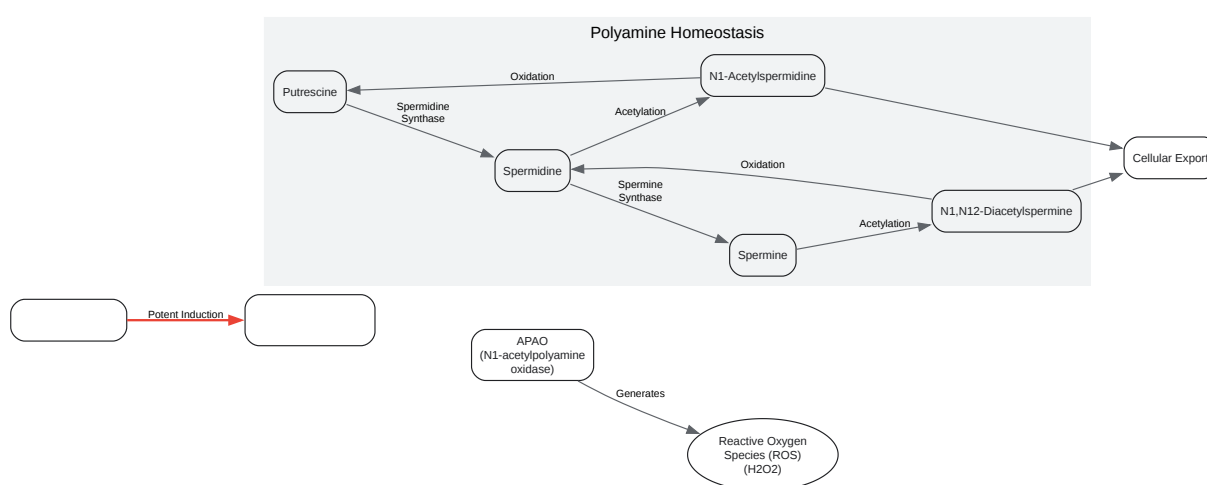 Polyamine Homeostasis
Oxidation
N1-Acetylspermidine
Putrescine
Spermidine
Synthase
Acetylation
Cellular Export
Oxidation
Spermidine
Spermine
Synthase
N1,N12-Diacetylspermine
Acetylation
Spermine
Potent Induction
APAO
(N1-acetylpolyamine
oxidase)
Generates
Reactive Oxygen
Species (ROS)
(H2O2)